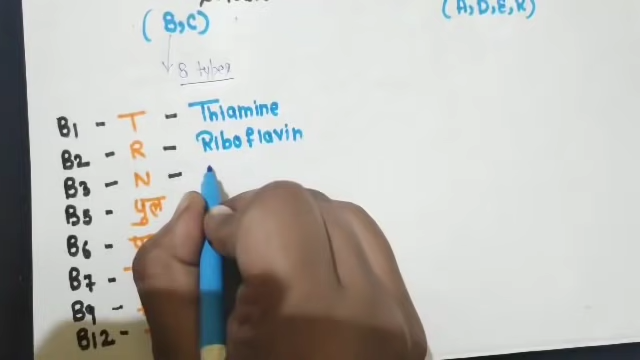 (B,C)
(A,D,E,K)
8 types
B1 - T - Thiamine
B2 - R - Riboflavin
B3 - N -
B5 - पुल
B6 -
B7 -
B9 -
B12 -